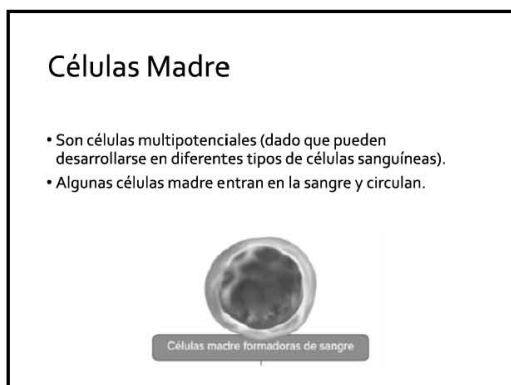 Células Madre
• Son células multipotenciales (dado que pueden
desarrollarse en diferentes tipos de células sanguíneas).
• Algunas células madre entran en la sangre y circulan.
Células madre formadoras de sangre